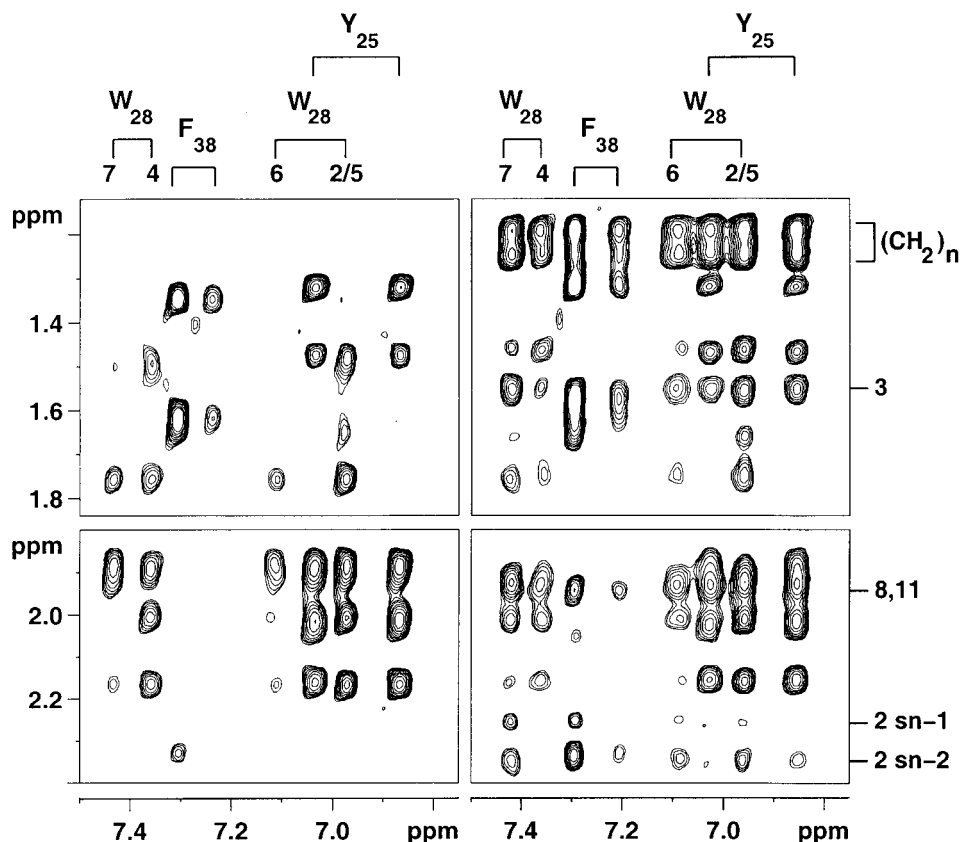 Y25 Y25
W28 W28 W28 W28
F38 F38
7 4 6 2/5 7 4 6 2/5
ppm
(CH2)n
1.4
3
1.6
1.8
ppm
8,11
2.0
2.2
2 sn-1
2 sn-2
7.4 7.2 7.0 ppm 7.4 7.2 7.0 ppm